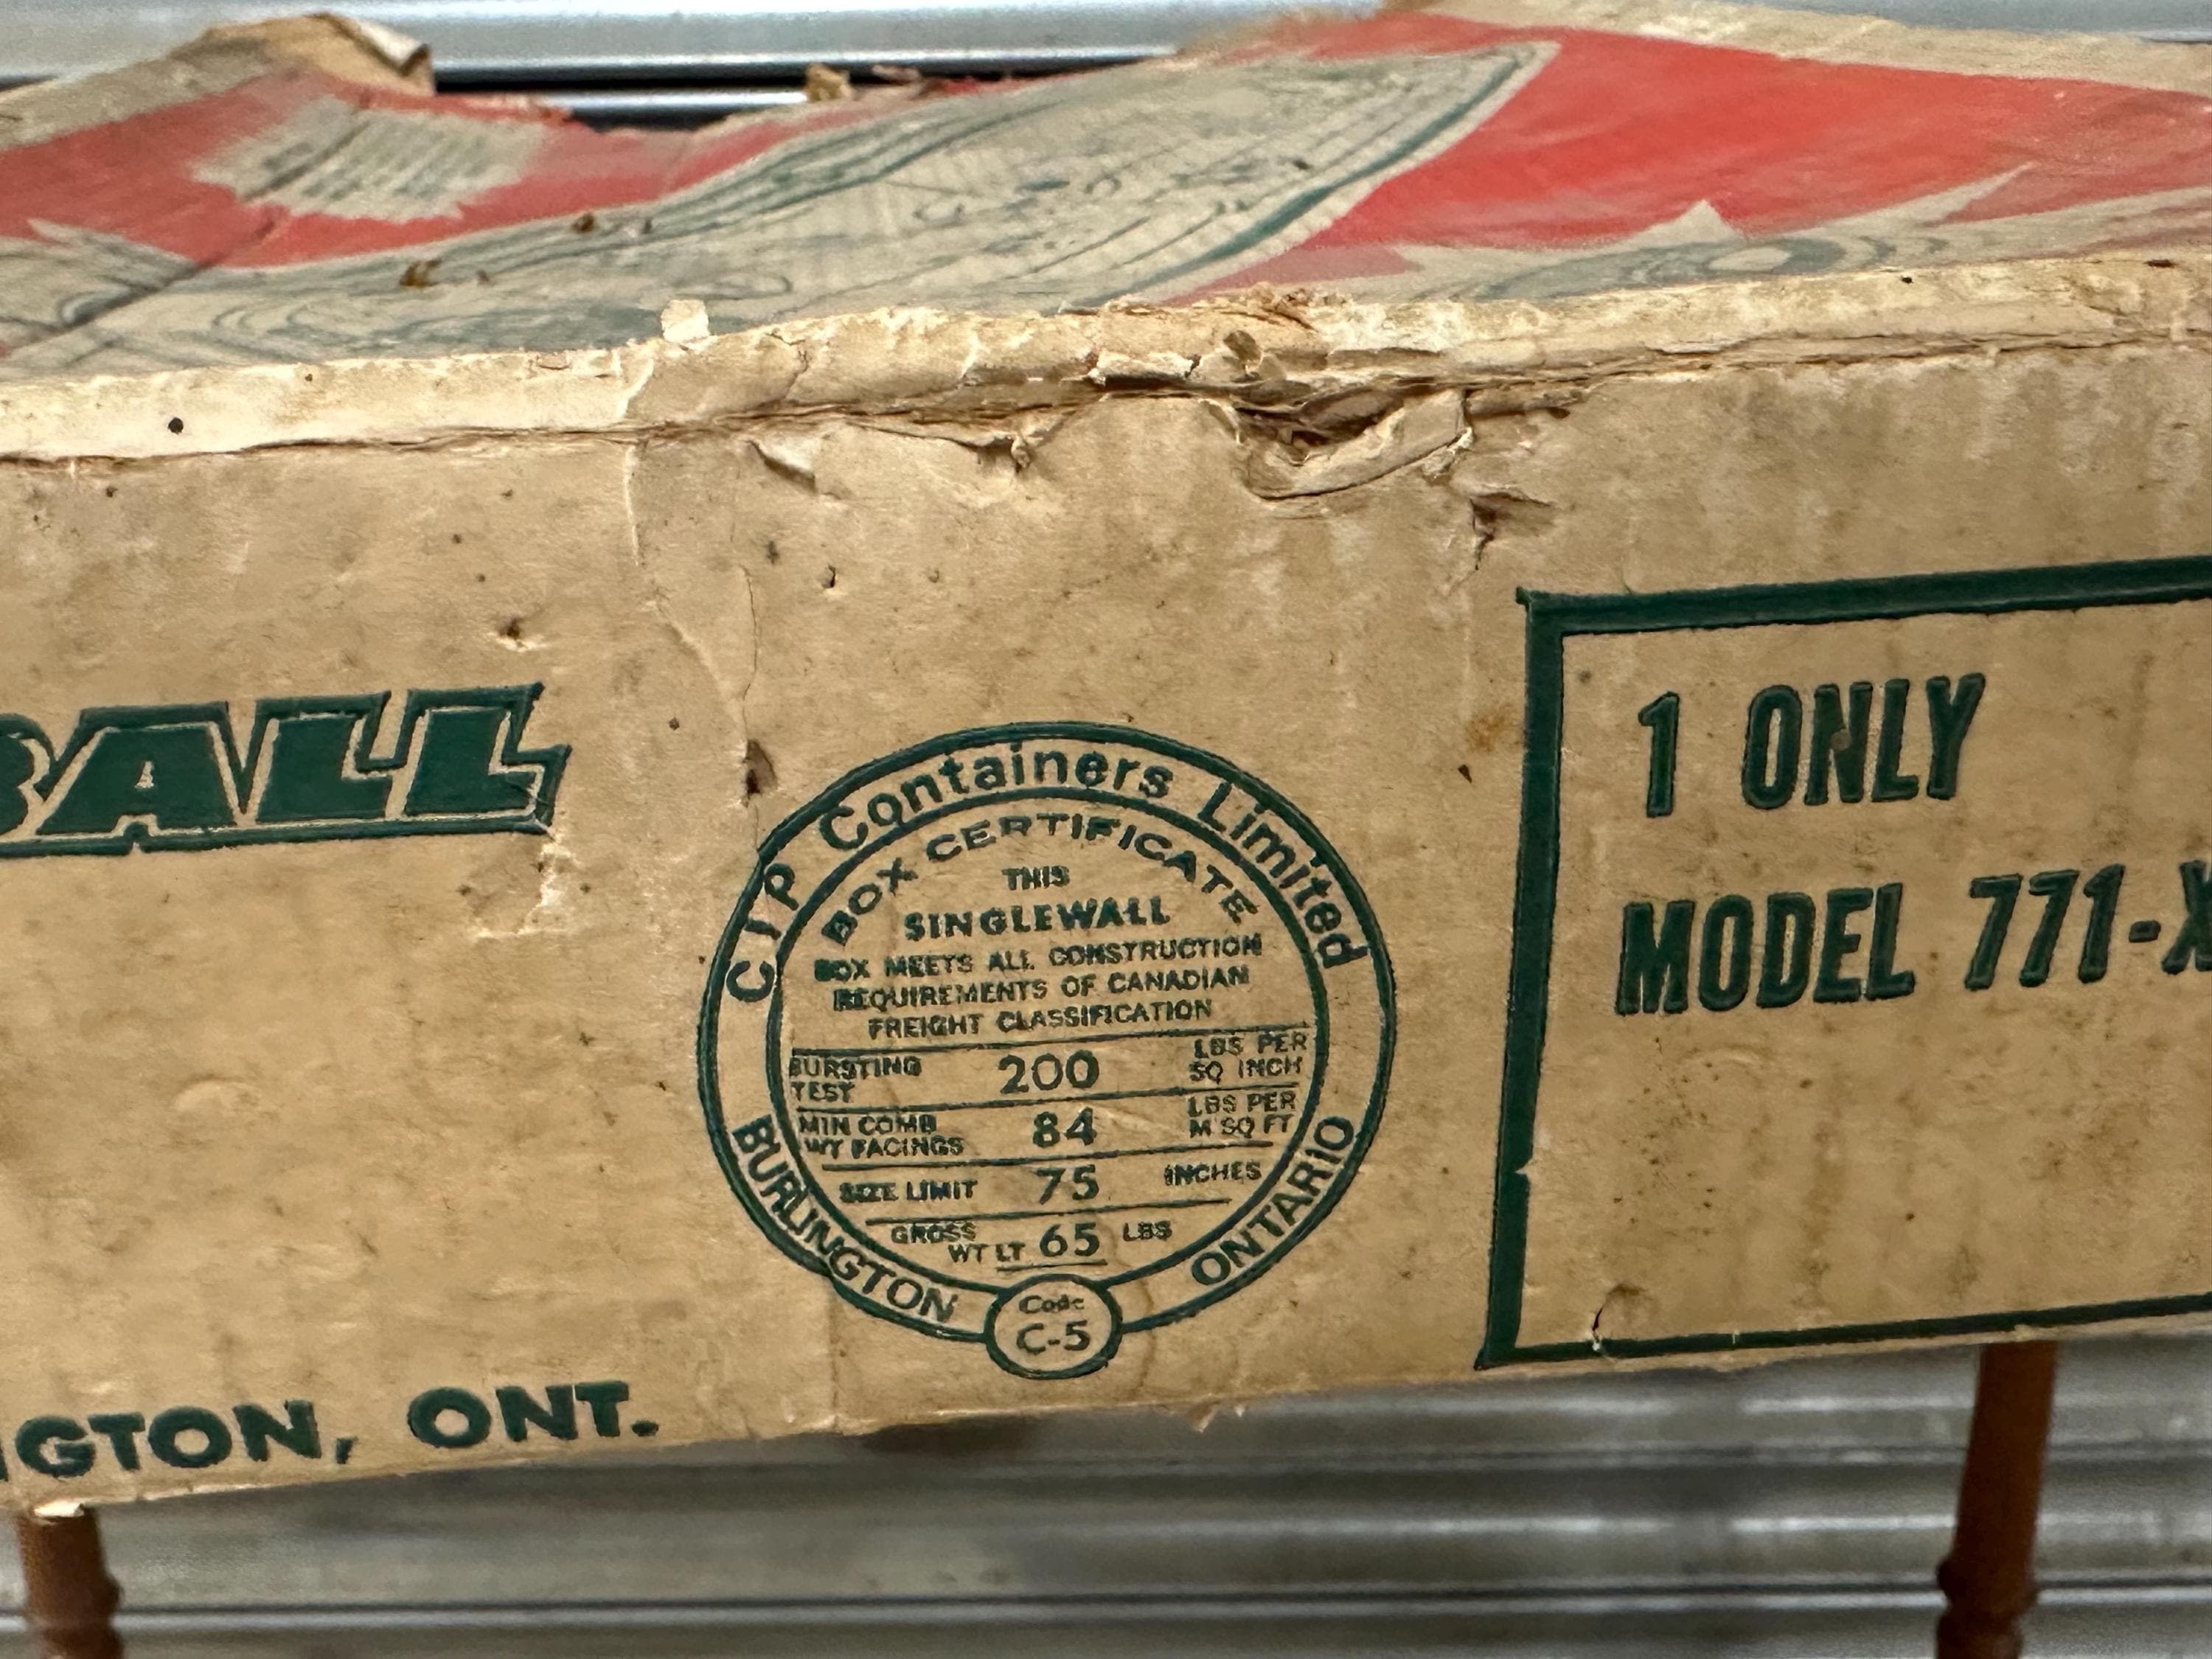 BALL
GTON, ONT.
CIP Containers Limited
BOX CERTIFICATE
THIS
SINGLEWALL
BOX MEETS ALL CONSTRUCTION
REQUIREMENTS OF CANADIAN
FREIGHT CLASSIFICATION
BURSTING TEST 200 LBS PER SQ INCH
MIN COMB WT FACINGS 84 LBS PER M SQ FT
SIZE LIMIT 75 INCHES
GROSS WT LT 65 LBS
BURLINGTON ONTARIO
Code
C-5
1 ONLY
MODEL 771-X